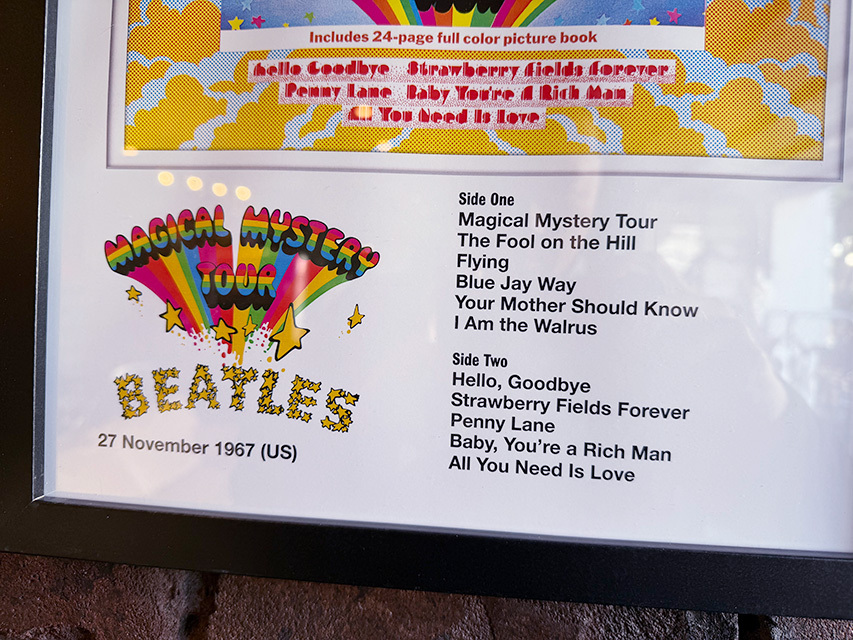 Includes 24-page full color picture book
Hello Goodbye Strawberry Fields Forever
Penny Lane Baby You're A Rich Man
All You Need Is Love
MAGICAL MYSTERY
TOUR
BEATLES
27 November 1967 (US)
Side One
Magical Mystery Tour
The Fool on the Hill
Flying
Blue Jay Way
Your Mother Should Know
I Am the Walrus
Side Two
Hello, Goodbye
Strawberry Fields Forever
Penny Lane
Baby, You're a Rich Man
All You Need Is Love